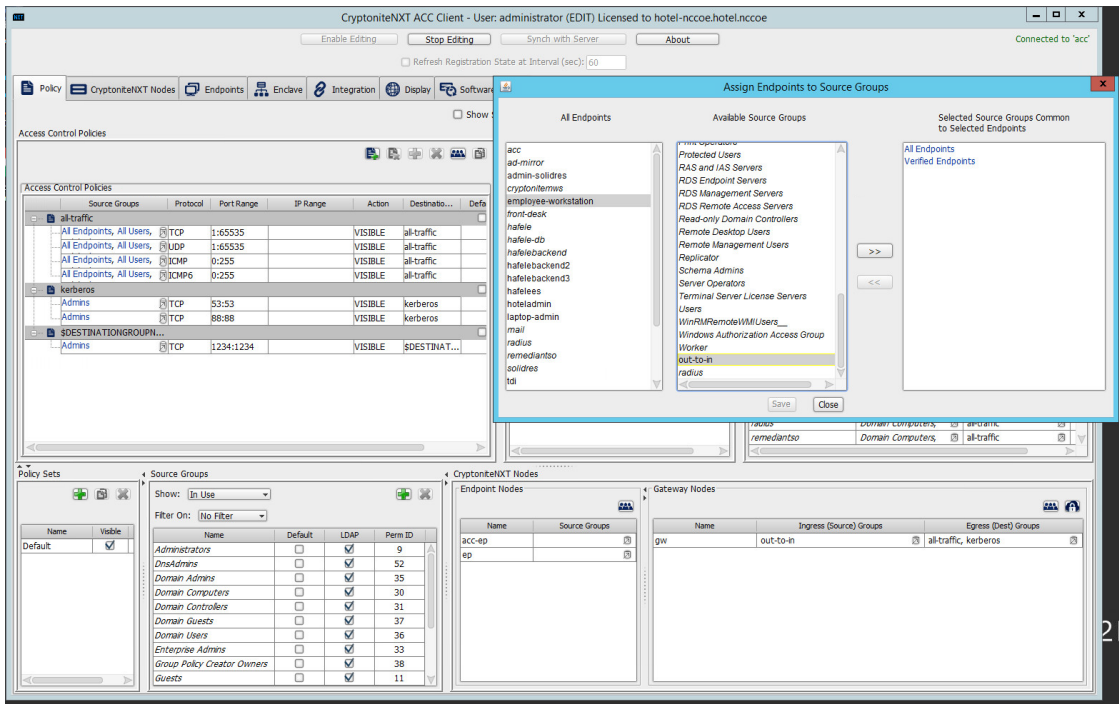 NXT CryptoniteNXT ACC Client - User: administrator (EDIT) Licensed to hotel-nccoe.hotel.nccoe
Enable Editing Stop Editing Synch with Server About Connected to 'acc'
Refresh Registration State at Interval (sec): 60
Policy CryptoniteNXT Nodes Endpoints Enclave Integration Display Software
Show
Access Control Policies
Access Control Policies
Source Groups Protocol Port Range IP Range Action Destinatio... Defa
all-traffic
All Endpoints, All Users, TCP 1:65535 VISIBLE all-traffic
All Endpoints, All Users, UDP 1:65535 VISIBLE all-traffic
All Endpoints, All Users, ICMP 0:255 VISIBLE all-traffic
All Endpoints, All Users, ICMP6 0:255 VISIBLE all-traffic
kerberos
Admins TCP 53:53 VISIBLE kerberos
Admins TCP 88:88 VISIBLE kerberos
$DESTINATIONGROUPN...
Admins TCP 1234:1234 VISIBLE $DESTINAT...
Assign Endpoints to Source Groups
All Endpoints
acc
ad-mirror
admin-solidres
cryptonitemws
employee-workstation
front-desk
hafele
hafele-db
hafelebackend
hafelebackend2
hafelebackend3
hafelees
hoteladmin
laptop-admin
mail
radius
remediantso
solidres
tdi
Available Source Groups
Print Operators
Protected Users
RAS and IAS Servers
RDS Endpoint Servers
RDS Management Servers
RDS Remote Access Servers
Read-only Domain Controllers
Remote Desktop Users
Remote Management Users
Replicator
Schema Admins
Server Operators
Terminal Server License Servers
Users
WinRMRemoteWMIUsers__
Windows Authorization Access Group
Worker
out-to-in
radius
>>
<<
Selected Source Groups Common
to Selected Endpoints
All Endpoints
Verified Endpoints
Save Close
radius Domain Computers, all-traffic
remediantso Domain Computers, all-traffic
Policy Sets
Name Visible
Default
Source Groups
Show: In Use
Filter On: No Filter
Name Default LDAP Perm ID
Administrators 9
DnsAdmins 52
Domain Admins 35
Domain Computers 30
Domain Controllers 31
Domain Guests 37
Domain Users 36
Enterprise Admins 33
Group Policy Creator Owners 38
Guests 11
CryptoniteNXT Nodes
Endpoint Nodes
Name Source Groups
acc-ep
ep
Gateway Nodes
Name Ingress (Source) Groups Egress (Dest) Groups
gw out-to-in all-traffic, kerberos